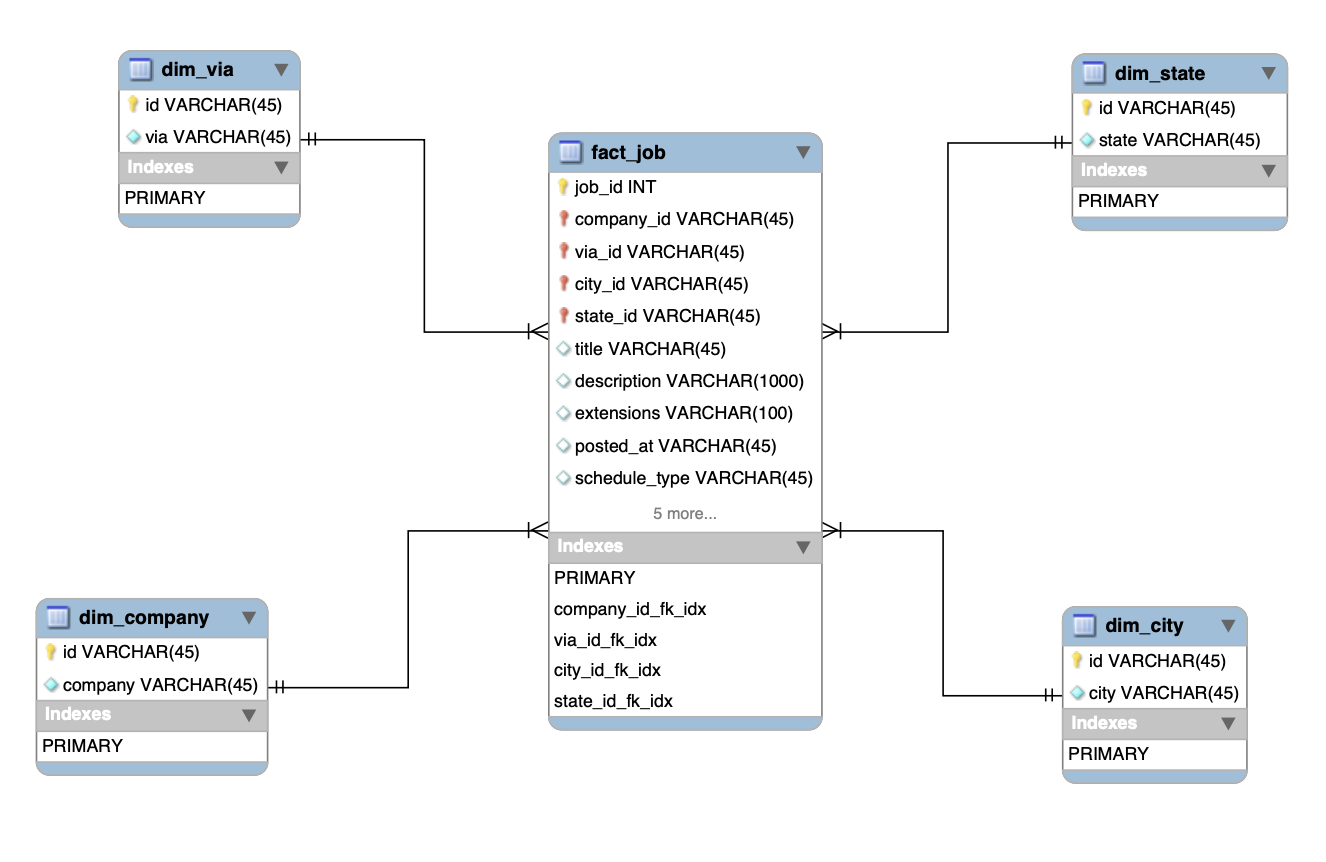 dim_via
id VARCHAR(45)
via VARCHAR(45)
Indexes
PRIMARY
dim_state
id VARCHAR(45)
state VARCHAR(45)
Indexes
PRIMARY
fact_job
job_id INT
company_id VARCHAR(45)
via_id VARCHAR(45)
city_id VARCHAR(45)
state_id VARCHAR(45)
title VARCHAR(45)
description VARCHAR(1000)
extensions VARCHAR(100)
posted_at VARCHAR(45)
schedule_type VARCHAR(45)
5 more...
Indexes
PRIMARY
company_id_fk_idx
via_id_fk_idx
city_id_fk_idx
state_id_fk_idx
dim_company
id VARCHAR(45)
company VARCHAR(45)
Indexes
PRIMARY
dim_city
id VARCHAR(45)
city VARCHAR(45)
Indexes
PRIMARY